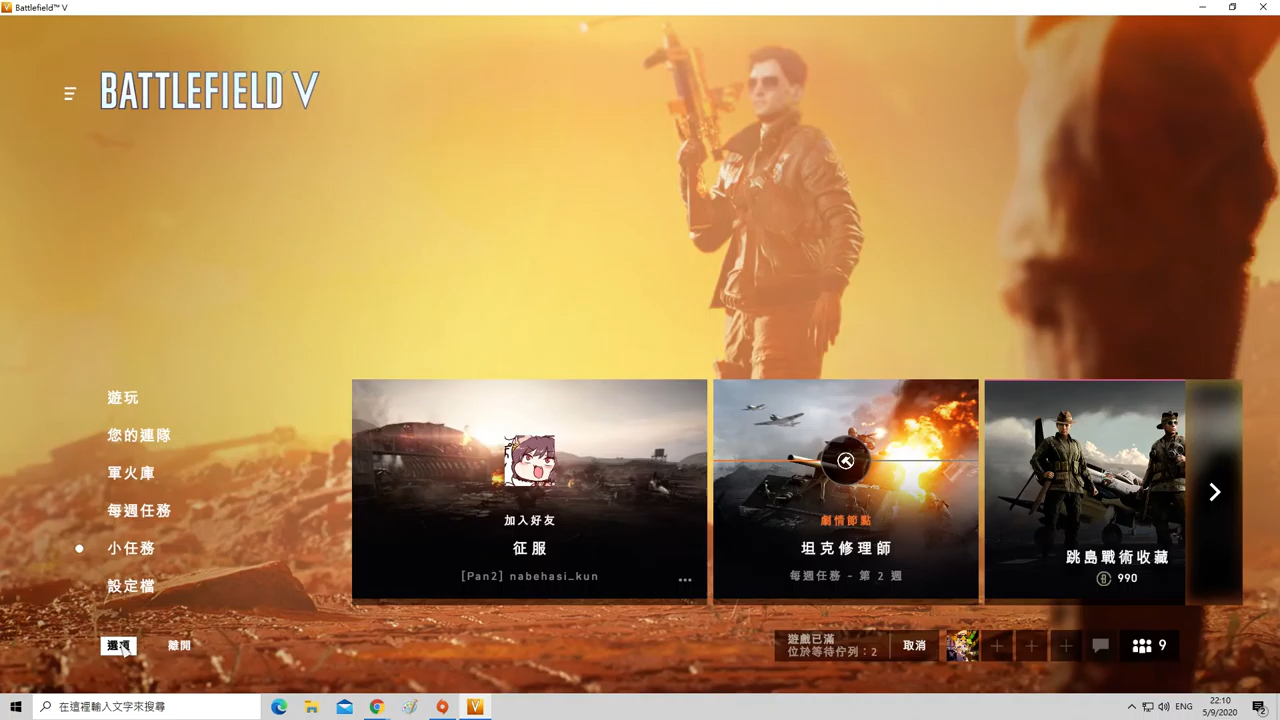 Battlefield™ V
BATTLEFIELD V
遊玩
您的連隊
軍火庫
每週任務
小任務
設定檔
加入好友
征服
[Pan2] nabehasi_kun
劇情節點
坦克修理師
每週任務 - 第 2 週
跳島戰術收藏
990
選項
離開
遊戲已滿
位於等待佇列：2
取消
9
在這裡輸入文字來搜尋
ENG
22:10
5/9/2020
2